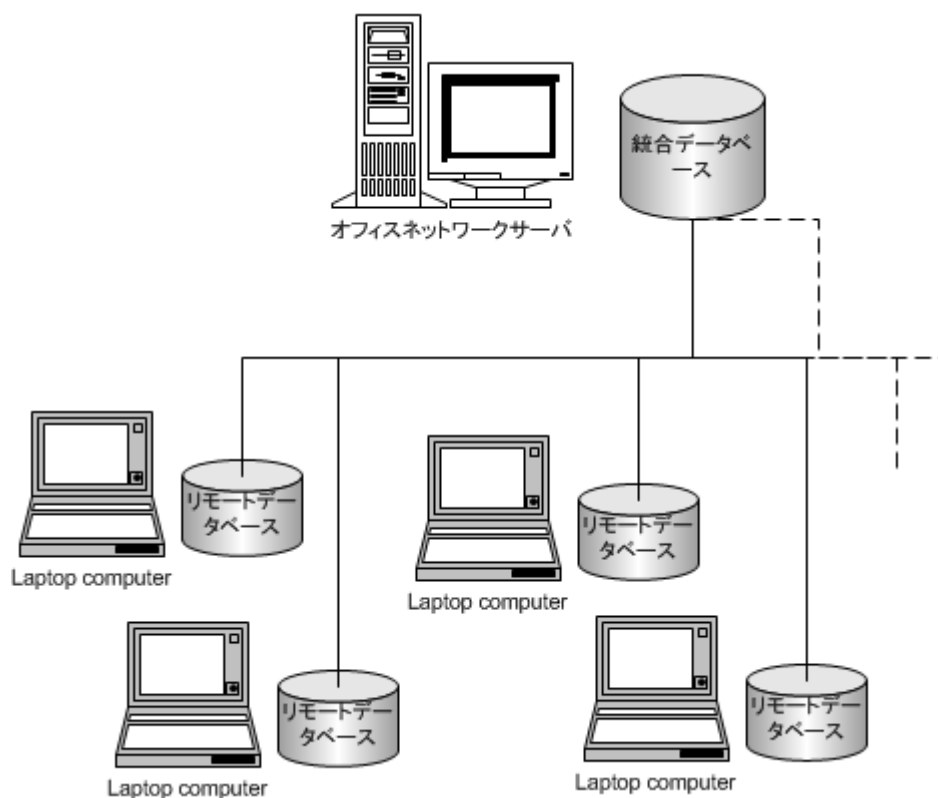 統合データベ
ース
オフィスネットワークサーバ
リモートデー
タベース
Laptop computer
リモートデー
タベース
Laptop computer
リモートデー
タベース
Laptop computer
リモートデー
タベース
Laptop computer